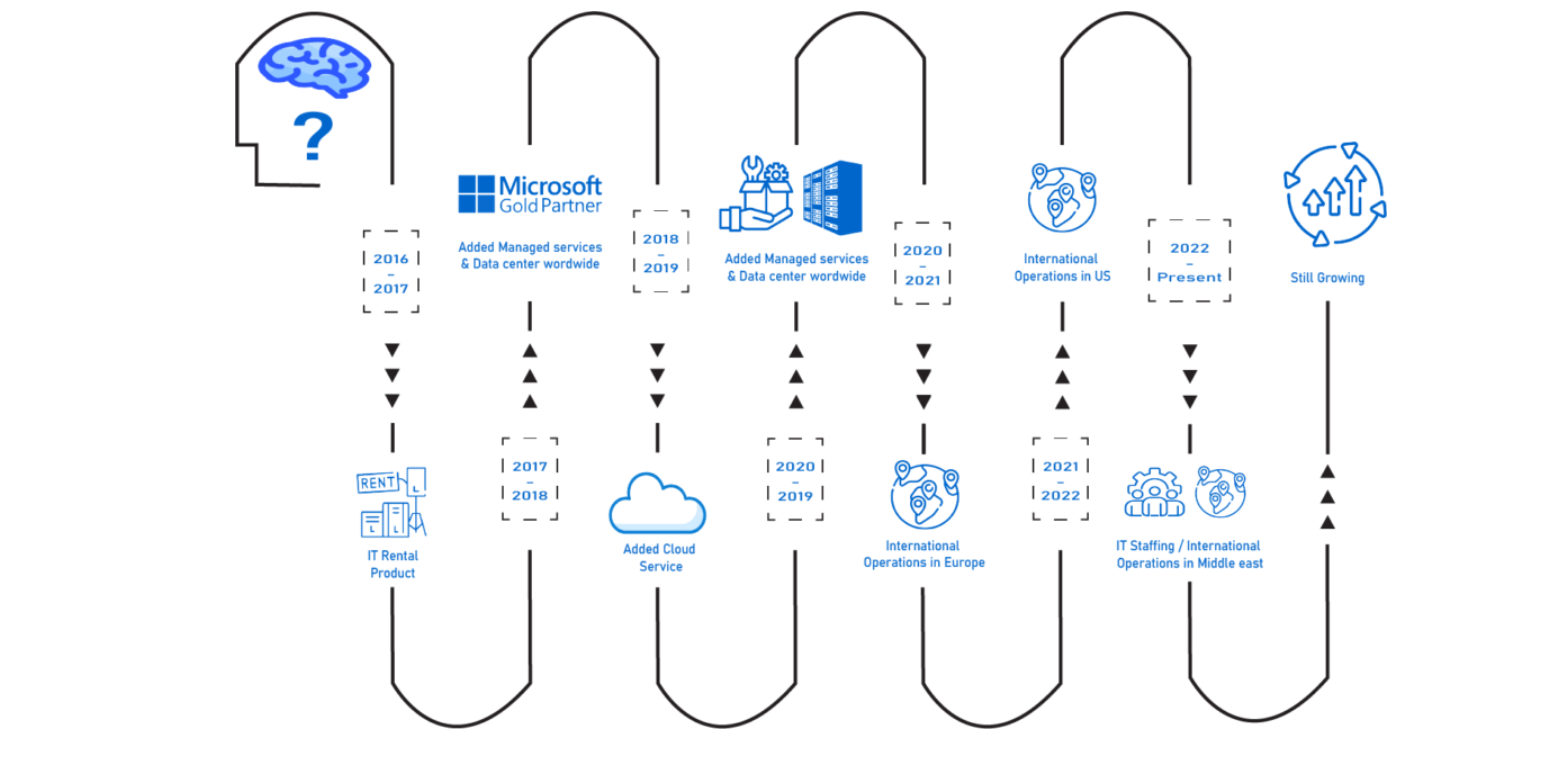 ?
2016
–
2017
RENT
L
L
L
IT Rental
Product
2017
–
2018
Microsoft
Gold Partner
Added Managed services
& Data center wordwide
2018
–
2019
Added Cloud
Service
2020
–
2019
Added Managed services
& Data center wordwide
2020
–
2021
International
Operations in Europe
2021
–
2022
International
Operations in US
2022
–
Present
IT Staffing / International
Operations in Middle east
Still Growing